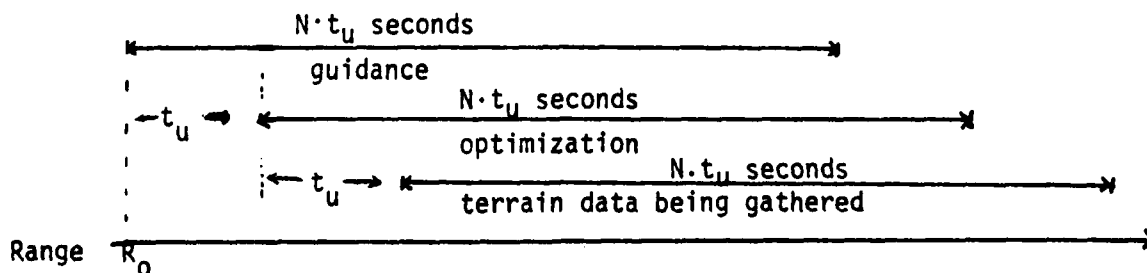 N·t_u seconds
guidance
t_u
N·t_u seconds
optimization
t_u
N.t_u seconds
terrain data being gathered
Range R_o